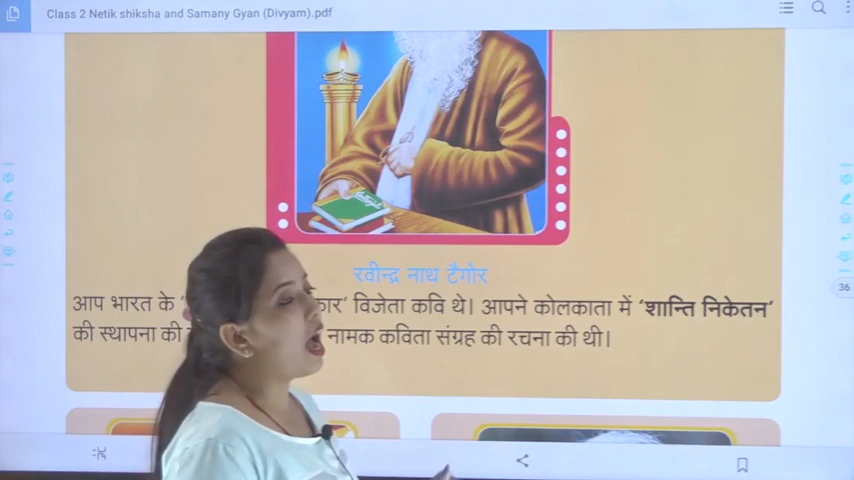 Class 2 Netik shiksha and Samany Gyan (Divyam).pdf
रवीन्द्र नाथ टैगोर
आप भारत के ' कार' विजेता कवि थे। आपने कोलकाता में 'शान्ति निकेतन'
की स्थापना की नामक कविता संग्रह की रचना की थी।
36